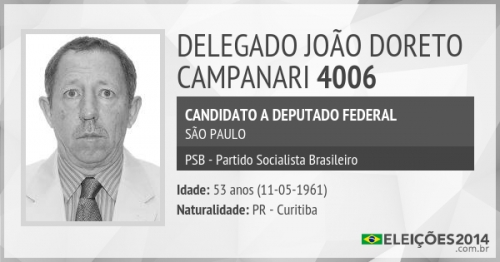 DELEGADO JOÃO DORETO
CAMPANARI 4006
CANDIDATO A DEPUTADO FEDERAL
SÃO PAULO
PSB - Partido Socialista Brasileiro
Idade: 53 anos (11-05-1961)
Naturalidade: PR - Curitiba
ELEIÇÕES2014
.com.br